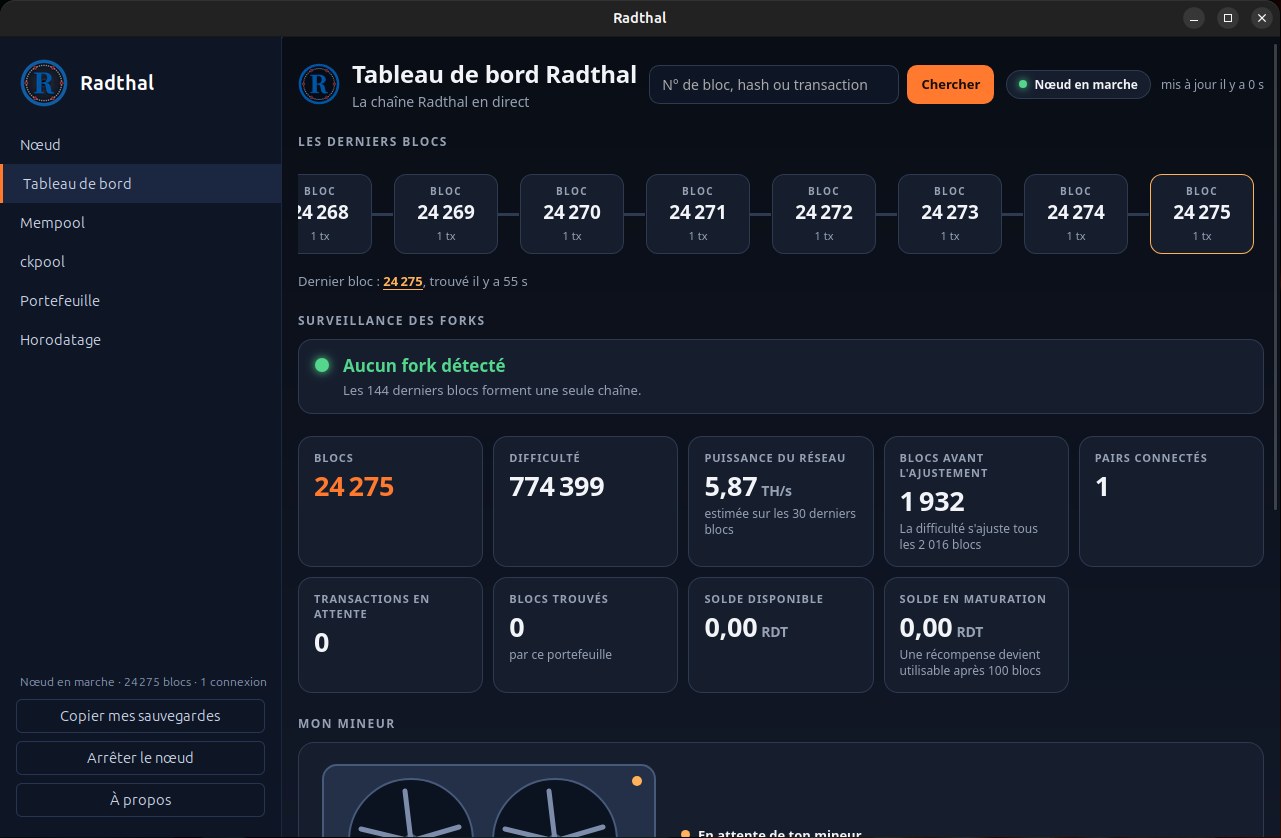 Radthal
R
Radthal
Nœud
Tableau de bord
Mempool
ckpool
Portefeuille
Horodatage
Nœud en marche · 24 275 blocs · 1 connexion
Copier mes sauvegardes
Arrêter le nœud
À propos
R
Tableau de bord Radthal
La chaîne Radthal en direct
N° de bloc, hash ou transaction
Chercher
Nœud en marche
mis à jour il y a 0 s
LES DERNIERS BLOCS
BLOC
24 268
1 tx
BLOC
24 269
1 tx
BLOC
24 270
1 tx
BLOC
24 271
1 tx
BLOC
24 272
1 tx
BLOC
24 273
1 tx
BLOC
24 274
1 tx
BLOC
24 275
1 tx
Dernier bloc : 24 275, trouvé il y a 55 s
SURVEILLANCE DES FORKS
Aucun fork détecté
Les 144 derniers blocs forment une seule chaîne.
BLOCS
24 275
DIFFICULTÉ
774 399
PUISSANCE DU RÉSEAU
5,87 TH/s
estimée sur les 30 derniers
blocs
BLOCS AVANT
L'AJUSTEMENT
1 932
La difficulté s'ajuste tous
les 2 016 blocs
PAIRS CONNECTÉS
1
TRANSACTIONS EN
ATTENTE
0
BLOCS TROUVÉS
0
par ce portefeuille
SOLDE DISPONIBLE
0,00 RDT
SOLDE EN MATURATION
0,00 RDT
Une récompense devient
utilisable après 100 blocs
MON MINEUR
En attente de ton mineur